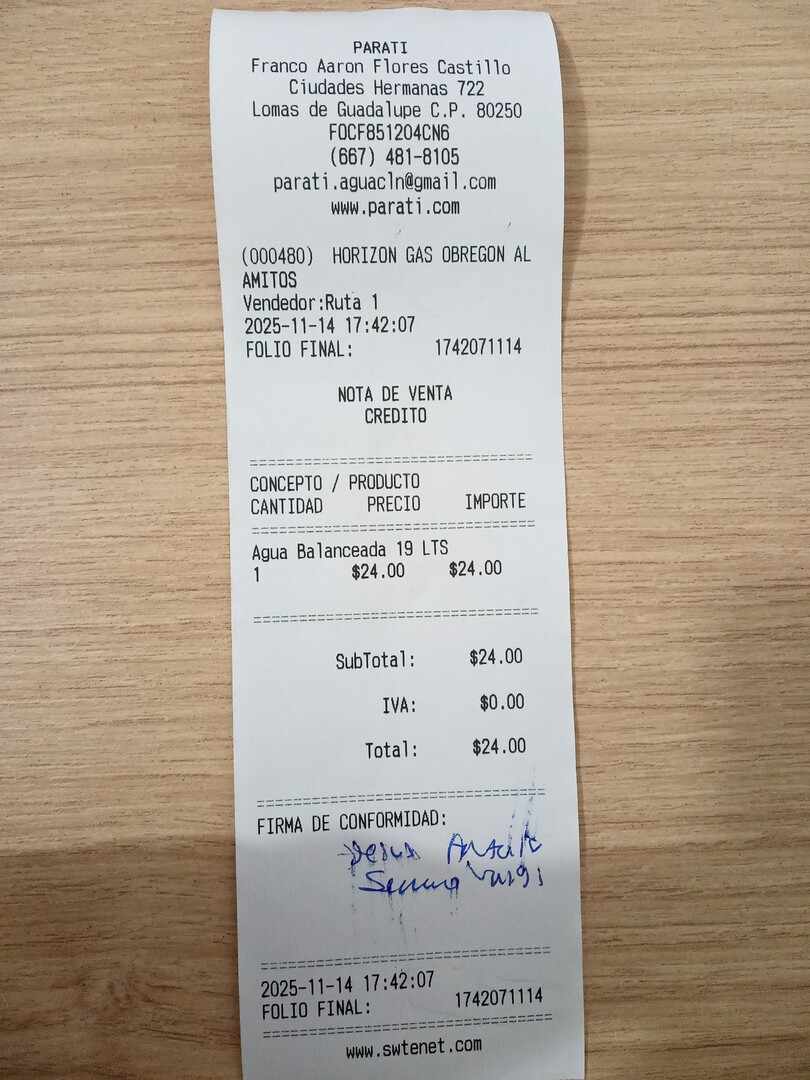 PARATI
Franco Aaron Flores Castillo
Ciudades Hermanas 722
Lomas de Guadalupe C.P. 80250
FOCF851204CN6
(667) 481-8105
parati.aguacln@gmail.com
www.parati.com
(000480) HORIZON GAS OBREGON AL
AMITOS
Vendedor:Ruta 1
2025-11-14 17:42:07
FOLIO FINAL: 1742071114
NOTA DE VENTA
CREDITO
CONCEPTO / PRODUCTO
CANTIDAD PRECIO IMPORTE
Agua Balanceada 19 LTS
1 $24.00 $24.00
SubTotal: $24.00
IVA: $0.00
Total: $24.00
FIRMA DE CONFORMIDAD:
Jesus
2025-11-14 17:42:07
FOLIO FINAL: 1742071114
www.swtenet.com